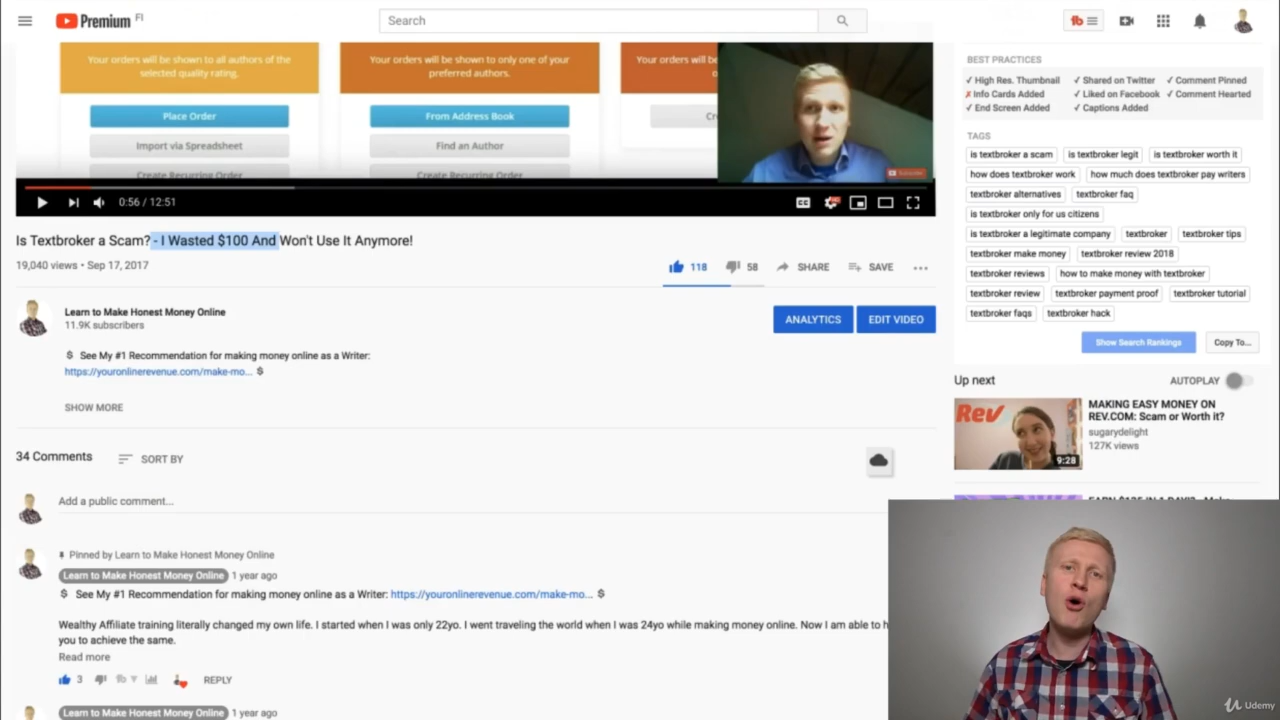 Premium FI
Search
tb
Your orders will be shown to all authors of the
selected quality rating.
Place Order
Import via Spreadsheet
Create Recurring Order
Your orders will be shown to only one of your
preferred authors.
From Address Book
Find an Author
Create Recurring Order
Your orders will be
Subscribe
0:56 / 12:51
Is Textbroker a Scam? - I Wasted $100 And Won't Use It Anymore!
19,040 views • Sep 17, 2017
118
58
SHARE
SAVE
Learn to Make Honest Money Online
11.9K subscribers
ANALYTICS
EDIT VIDEO
$ See My #1 Recommendation for making money online as a Writer:
https://youronlinerevenue.com/make-mo... $
SHOW MORE
34 Comments
SORT BY
Add a public comment...
Pinned by Learn to Make Honest Money Online
Learn to Make Honest Money Online 1 year ago
$ See My #1 Recommendation for making money online as a Writer: https://youronlinerevenue.com/make-mo... $
Wealthy Affiliate training literally changed my own life. I started when I was only 22yo. I went traveling the world when I was 24yo while making money online. Now I am able to h
you to achieve the same.
Read more
3
REPLY
Learn to Make Honest Money Online 1 year ago
BEST PRACTICES
✓ High Res. Thumbnail ✓ Shared on Twitter ✓ Comment Pinned
✗ Info Cards Added ✓ Liked on Facebook ✓ Comment Hearted
✓ End Screen Added ✓ Captions Added
TAGS
is textbroker a scam is textbroker legit is textbroker worth it
how does textbroker work how much does textbroker pay writers
textbroker alternatives textbroker faq
is textbroker only for us citizens
is textbroker a legitimate company textbroker textbroker tips
textbroker make money textbroker review 2018
textbroker reviews how to make money with textbroker
textbroker review textbroker payment proof textbroker tutorial
textbroker faqs textbroker hack
Show Search Rankings
Copy To...
Up next
AUTOPLAY
Rev
9:28
MAKING EASY MONEY ON
REV.COM: Scam or Worth it?
sugarydelight
127K views
Udemy